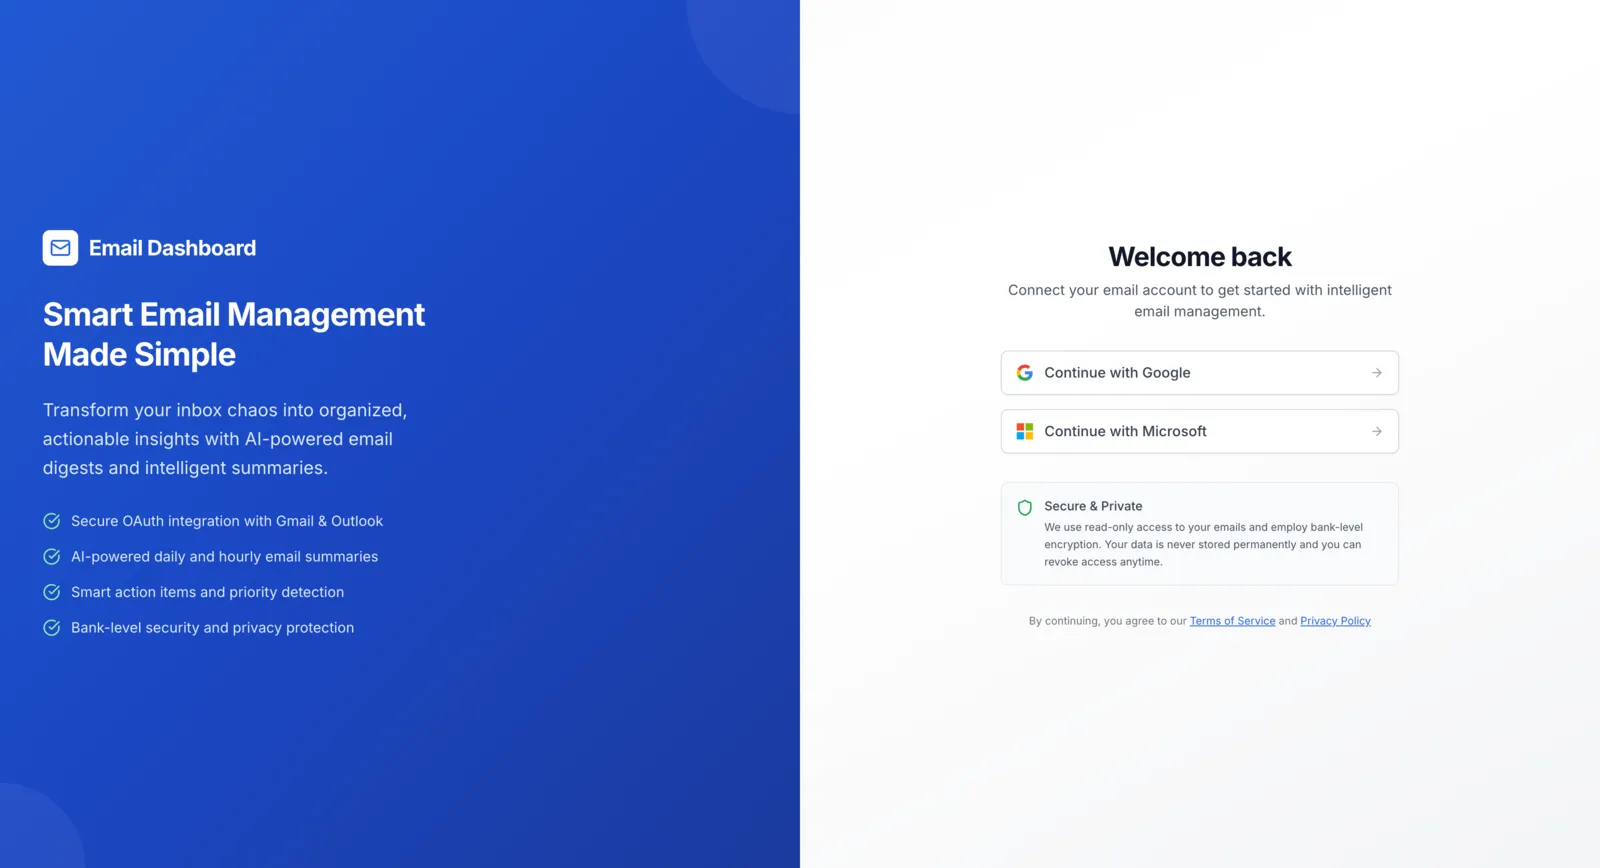 Email Dashboard
Smart Email Management
Made Simple
Transform your inbox chaos into organized,
actionable insights with AI-powered email
digests and intelligent summaries.
Secure OAuth integration with Gmail & Outlook
AI-powered daily and hourly email summaries
Smart action items and priority detection
Bank-level security and privacy protection
Welcome back
Connect your email account to get started with intelligent
email management.
Continue with Google
Continue with Microsoft
Secure & Private
We use read-only access to your emails and employ bank-level
encryption. Your data is never stored permanently and you can
revoke access anytime.
By continuing, you agree to our Terms of Service and Privacy Policy